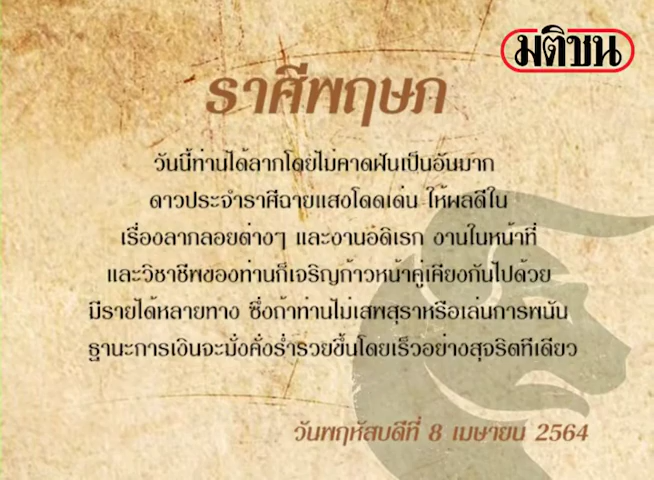 มติชน
ราศีพฤษภ
วันนี้ท่านได้ลาภโดยไม่คาดฝันเป็นอันมาก
ดาวประจำราศีฉายแสงโดดเด่น ให้ผลดีใน
เรื่องลาภลอยต่างๆ และงานอดิเรก งานในหน้าที่
และวิชาชีพของท่านก็เจริญก้าวหน้าคู่เคียงกันไปด้วย
มีรายได้หลายทาง ซึ่งถ้าท่านไม่เสพสุราหรือเล่นการพนัน
ฐานะการเงินจะมั่งคั่งร่ำรวยขึ้นโดยเร็วอย่างสุจริตทีเดียว
วันพฤหัสบดีที่ 8 เมษายน 2564